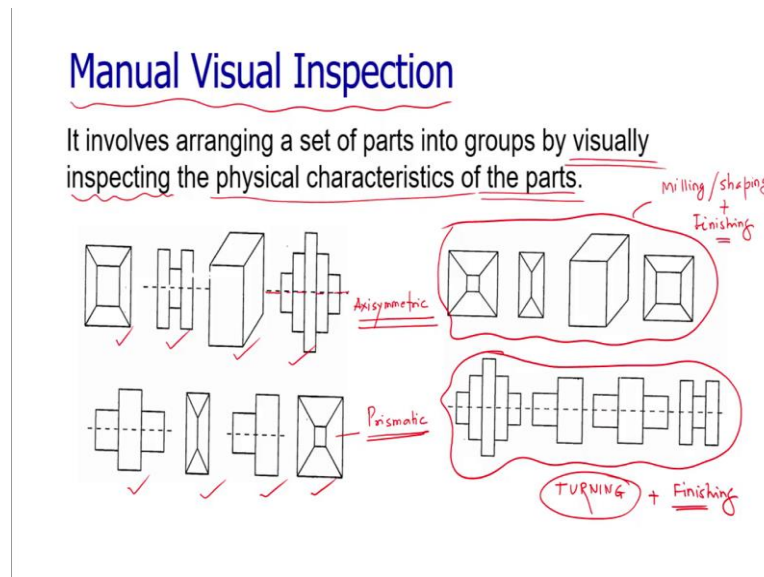 Manual Visual Inspection
It involves arranging a set of parts into groups by visually
inspecting the physical characteristics of the parts.
Milling/shaping
+
Finishing
Axisymmetric
Prismatic
TURNING + Finishing